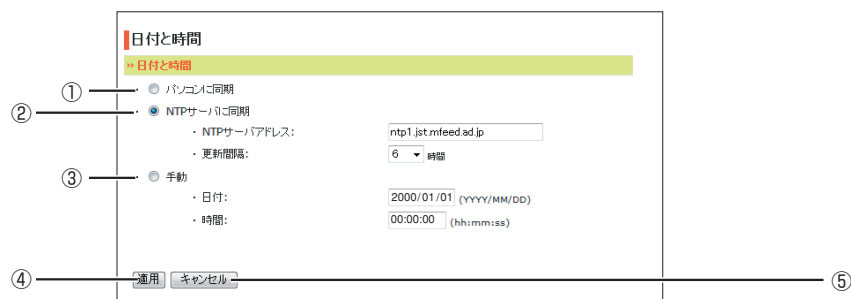 日付と時間
»日付と時間
① ・ パソコンに同期
② ・ NTPサーバに同期
・NTPサーバアドレス: ntp1.jst.mfeed.ad.jp
・更新間隔: 6 時間
③ ・ 手動
・日付: 2000/01/01 (YYYY/MM/DD)
・時間: 00:00:00 (hh:mm:ss)
④ 適用 キャンセル ⑤